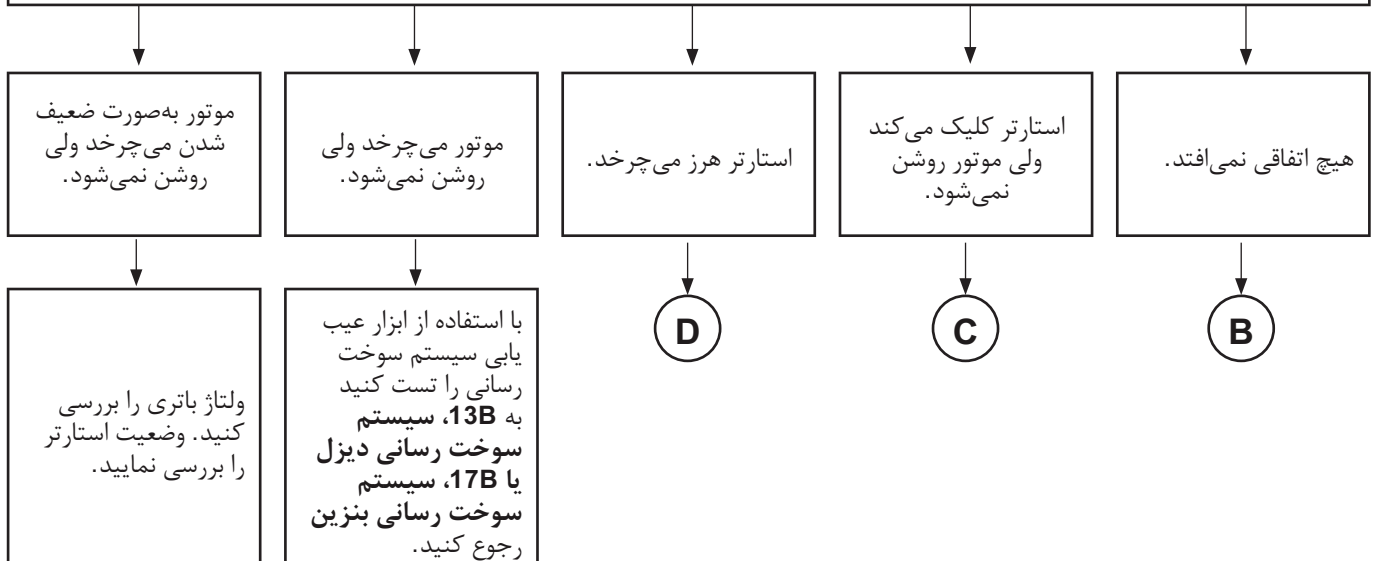 هیچ اتفاقی نمی‌افتد.
استارتر کلیک می‌کند
ولی موتور روشن
نمی‌شود.
استارتر هرز می‌چرخد.
موتور می‌چرخد ولی
روشن نمی‌شود.
موتور به‌صورت ضعیف
شدن می‌چرخد ولی
روشن نمی‌شود.
B
C
D
با استفاده از ابزار عیب
یابی سیستم سوخت
رسانی را تست کنید
به 13B، سیستم
سوخت رسانی دیزل
یا 17B، سیستم
سوخت رسانی بنزین
رجوع کنید.
ولتاژ باتری را بررسی
کنید. وضعیت استارتر
را بررسی نمایید.